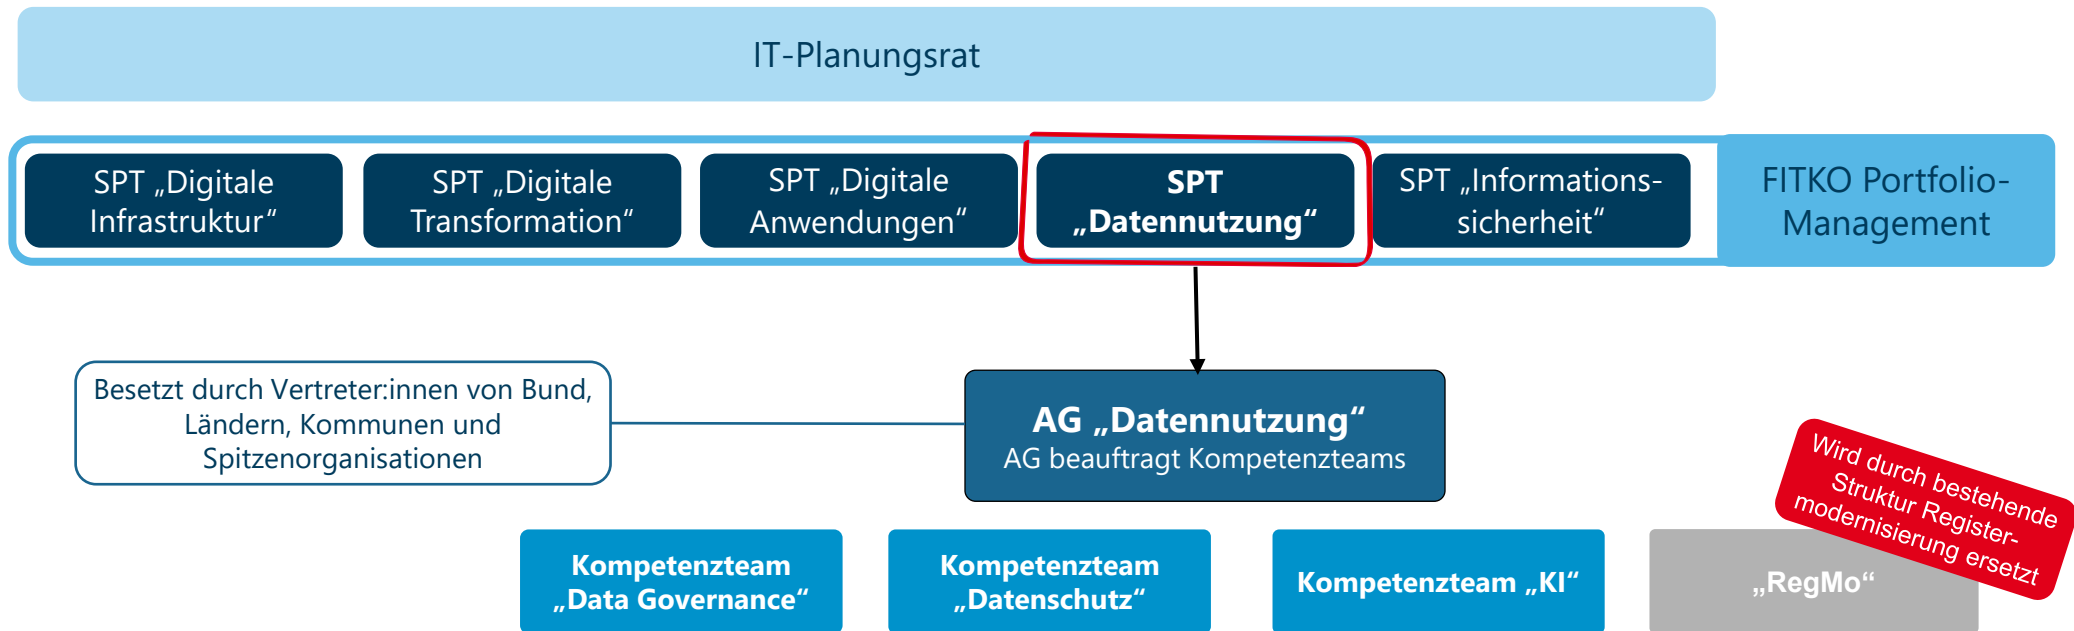 IT-Planungsrat
SPT „Digitale
Infrastruktur“
SPT „Digitale
Transformation“
SPT „Digitale
Anwendungen“
SPT
„Datennutzung“
SPT „Informations-
sicherheit“
FITKO Portfolio-
Management
Besetzt durch Vertreter:innen von Bund,
Ländern, Kommunen und
Spitzenorganisationen
AG „Datennutzung“
AG beauftragt Kompetenzteams
Wird durch bestehende
Struktur Register-
modernisierung ersetzt
Kompetenzteam
„Data Governance“
Kompetenzteam
„Datenschutz“
Kompetenzteam „KI“
„RegMo“